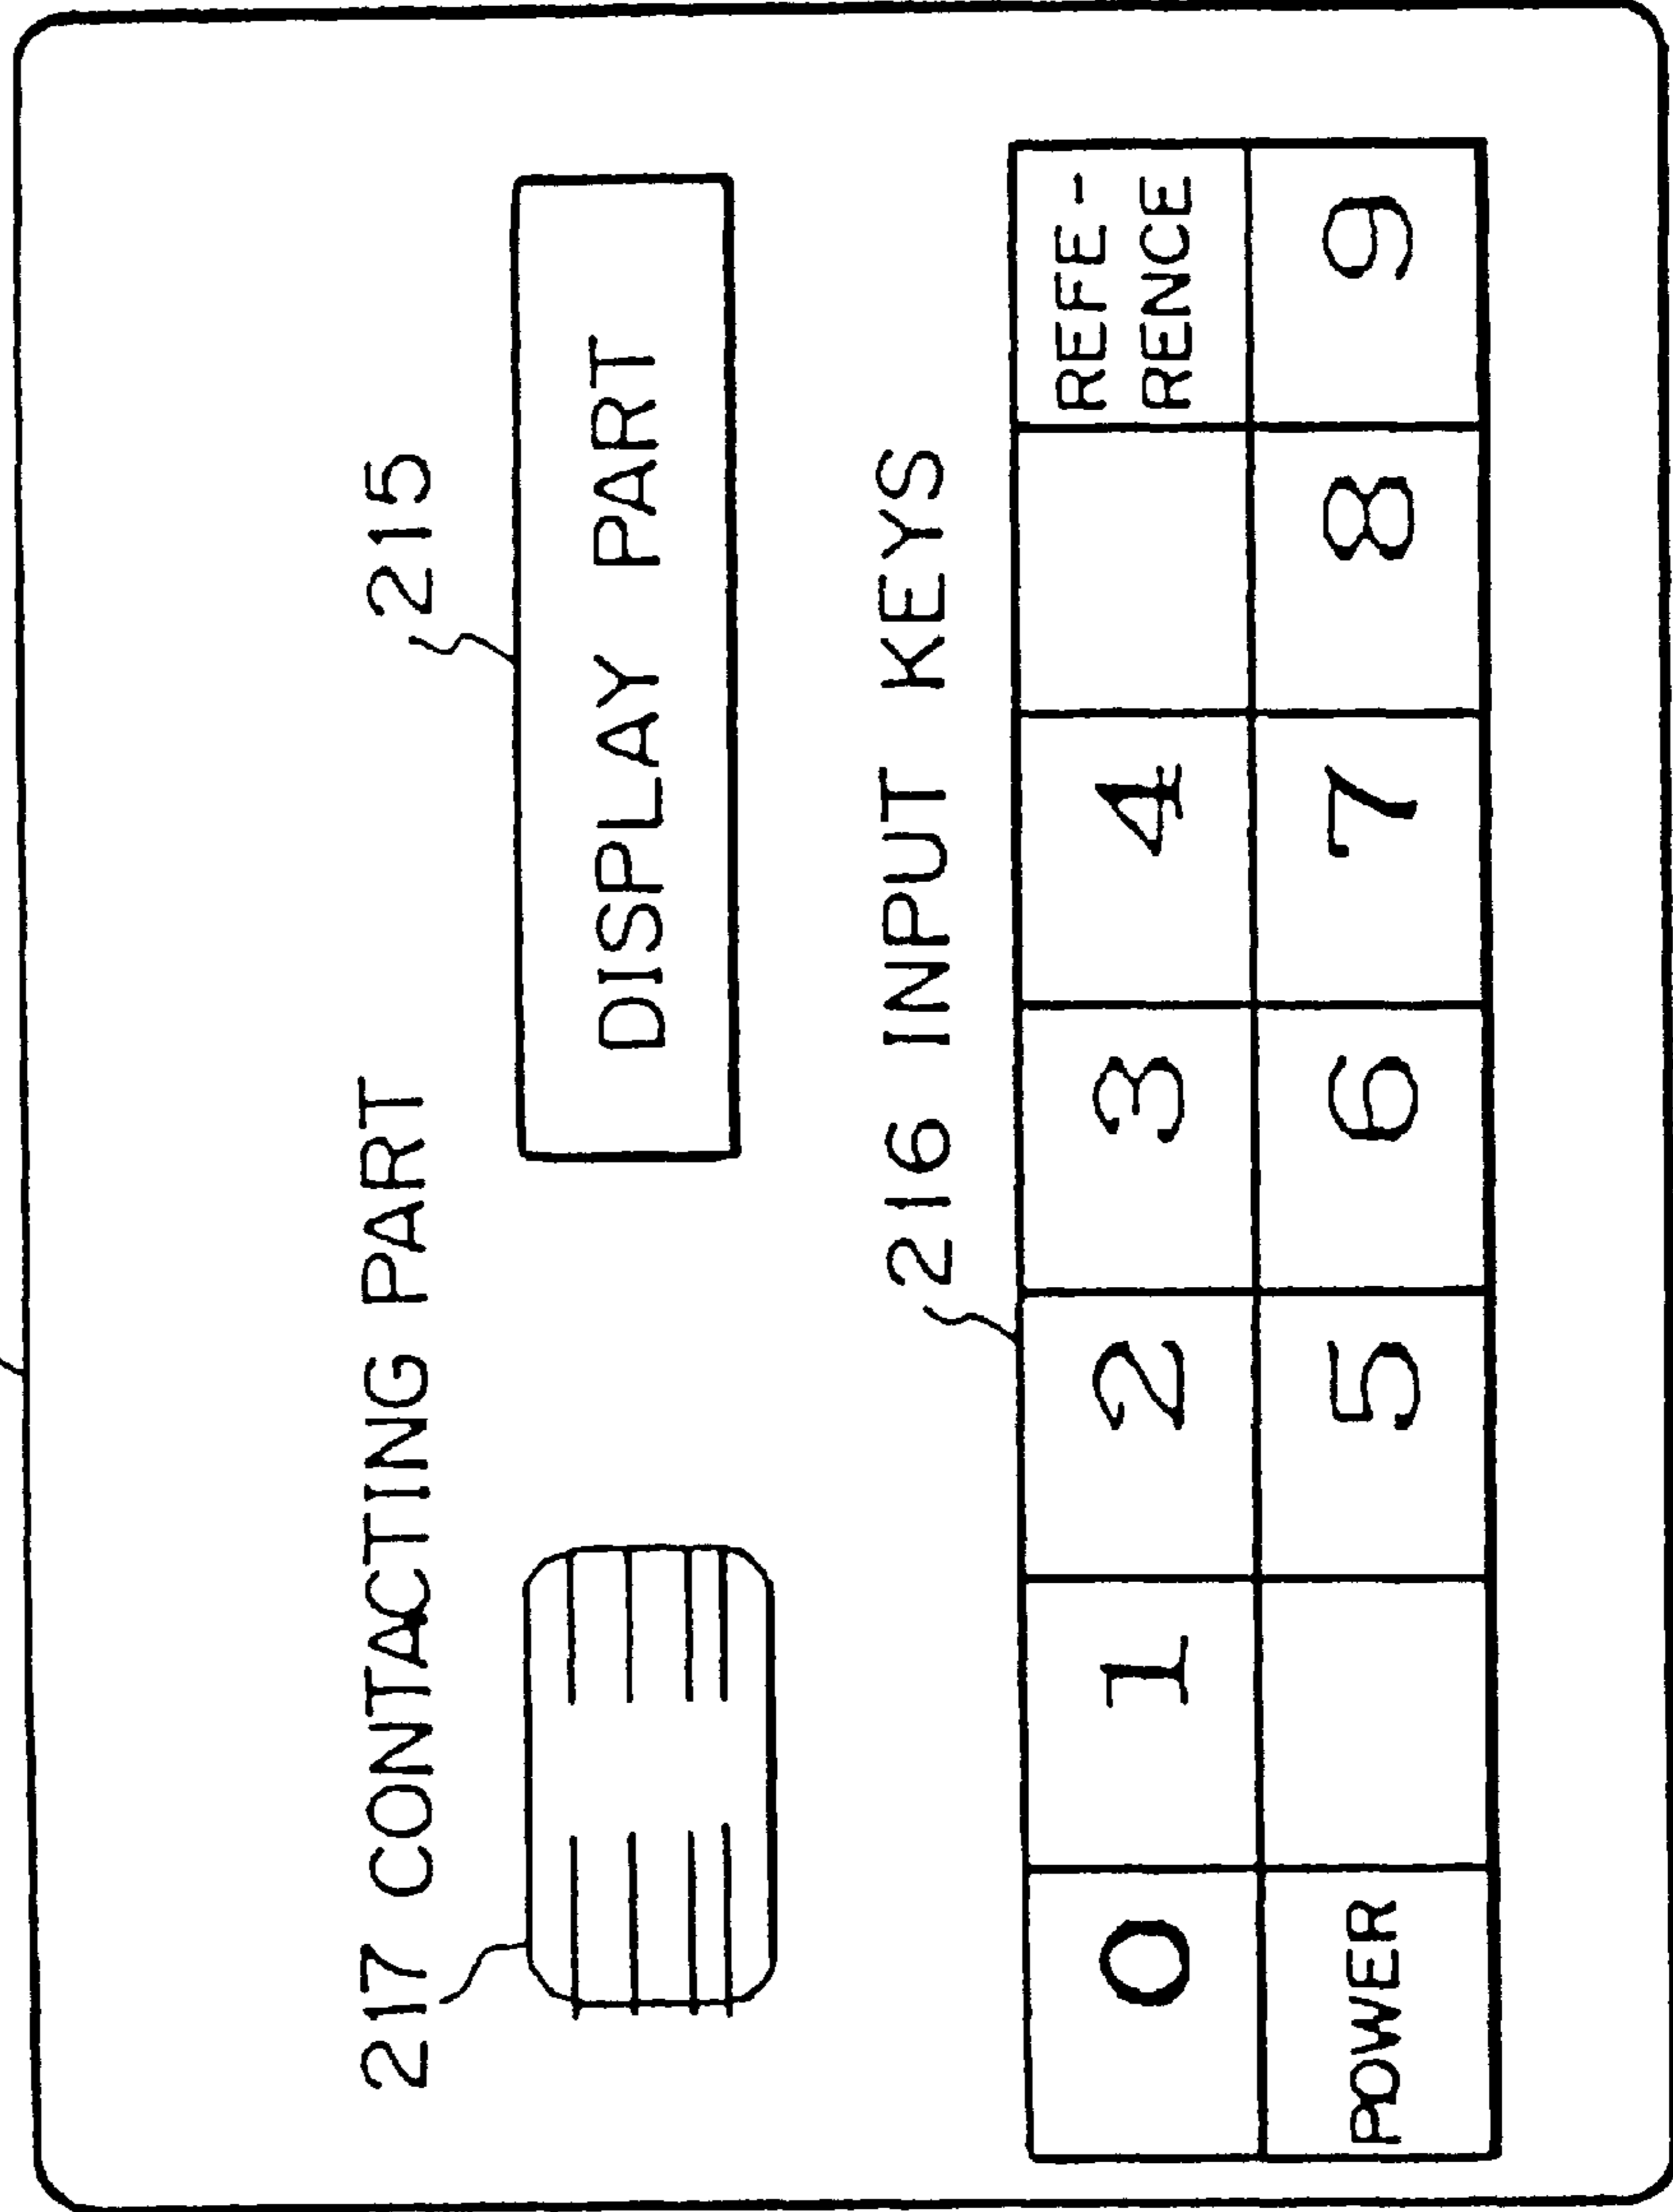 217 CONTACTING PART
215
DISPLAY PART
216 INPUT KEYS
0 1 2 3 4 REFE-
RENCE
POWER 5 6 7 8 9